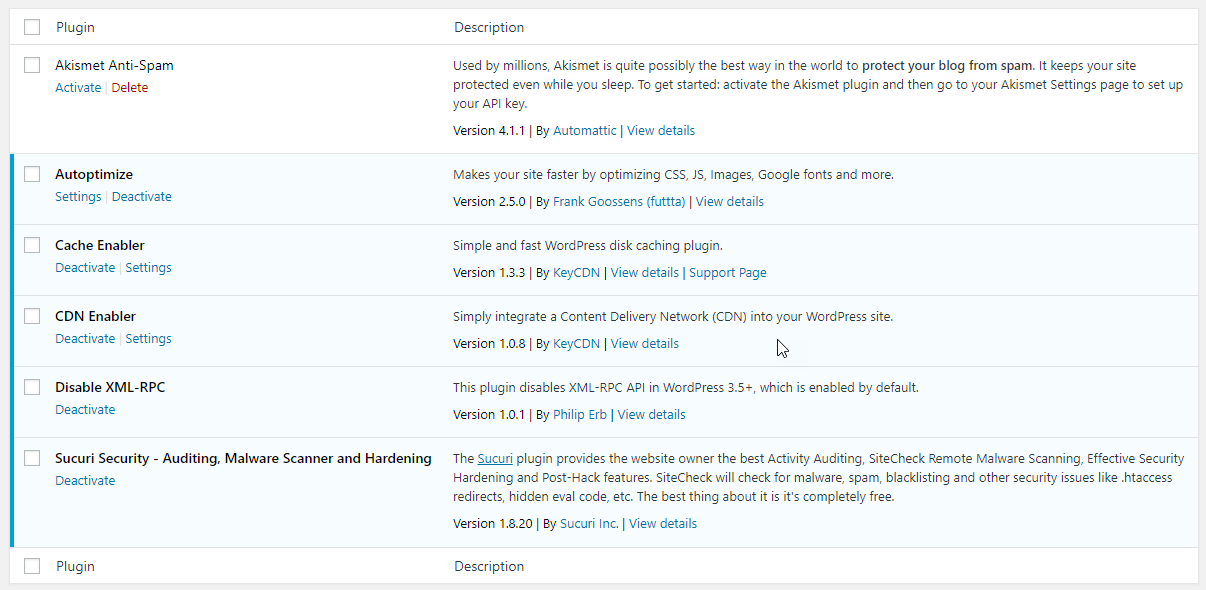 Plugin Description
Akismet Anti-Spam
Activate | Delete
Used by millions, Akismet is quite possibly the best way in the world to protect your blog from spam. It keeps your site
protected even while you sleep. To get started: activate the Akismet plugin and then go to your Akismet Settings page to set up
your API key.
Version 4.1.1 | By Automattic | View details
Autoptimize
Settings | Deactivate
Makes your site faster by optimizing CSS, JS, Images, Google fonts and more.
Version 2.5.0 | By Frank Goossens (futtta) | View details
Cache Enabler
Deactivate | Settings
Simple and fast WordPress disk caching plugin.
Version 1.3.3 | By KeyCDN | View details | Support Page
CDN Enabler
Deactivate | Settings
Simply integrate a Content Delivery Network (CDN) into your WordPress site.
Version 1.0.8 | By KeyCDN | View details
Disable XML-RPC
Deactivate
This plugin disables XML-RPC API in WordPress 3.5+, which is enabled by default.
Version 1.0.1 | By Philip Erb | View details
Sucuri Security - Auditing, Malware Scanner and Hardening
Deactivate
The Sucuri plugin provides the website owner the best Activity Auditing, SiteCheck Remote Malware Scanning, Effective Security
Hardening and Post-Hack features. SiteCheck will check for malware, spam, blacklisting and other security issues like .htaccess
redirects, hidden eval code, etc. The best thing about it is it's completely free.
Version 1.8.20 | By Sucuri Inc. | View details
Plugin Description